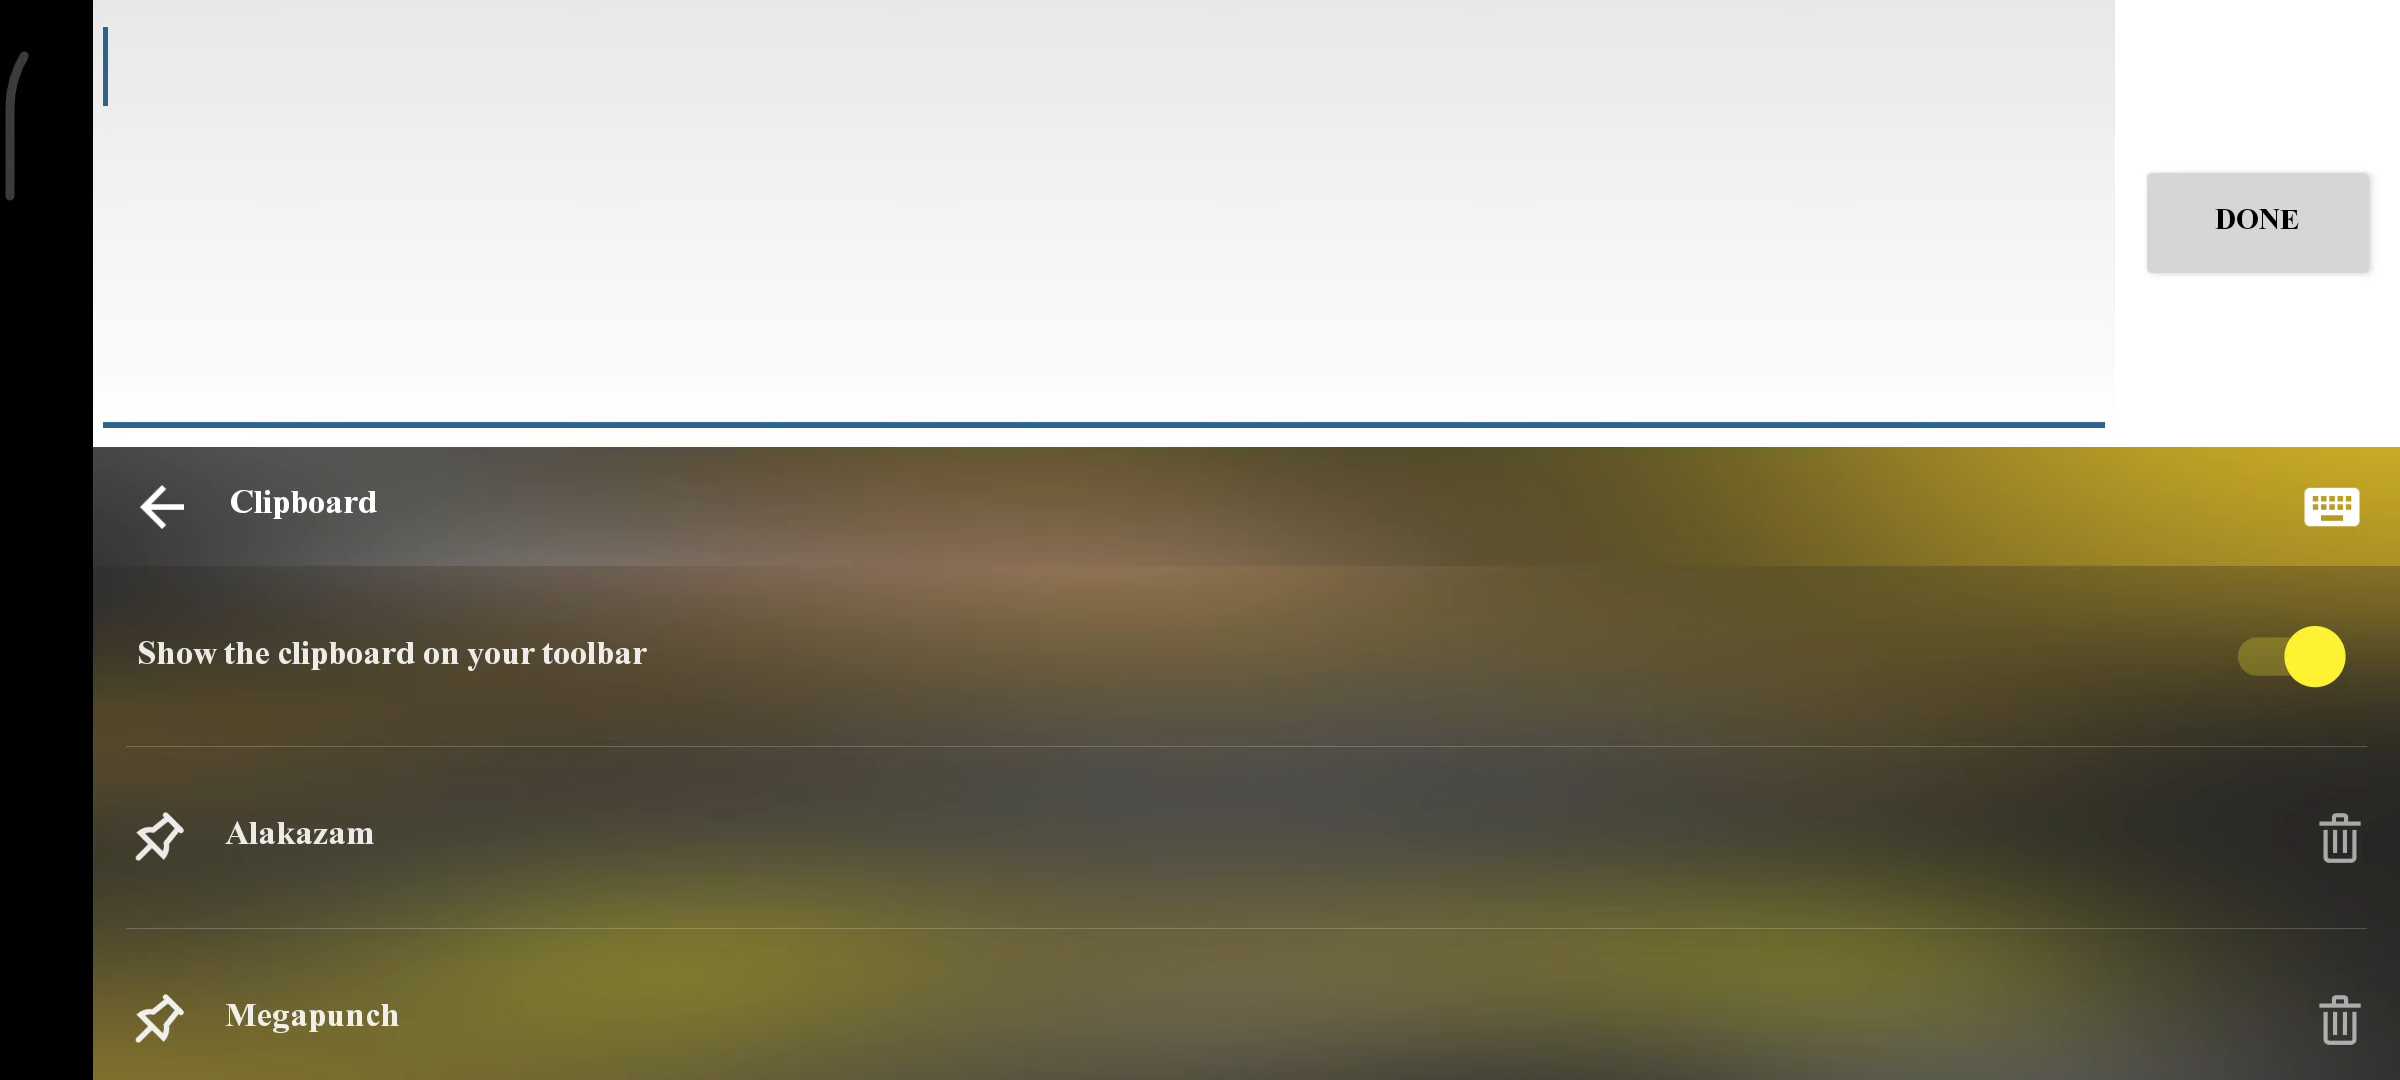 DONE
Clipboard
Show the clipboard on your toolbar
Alakazam
Megapunch